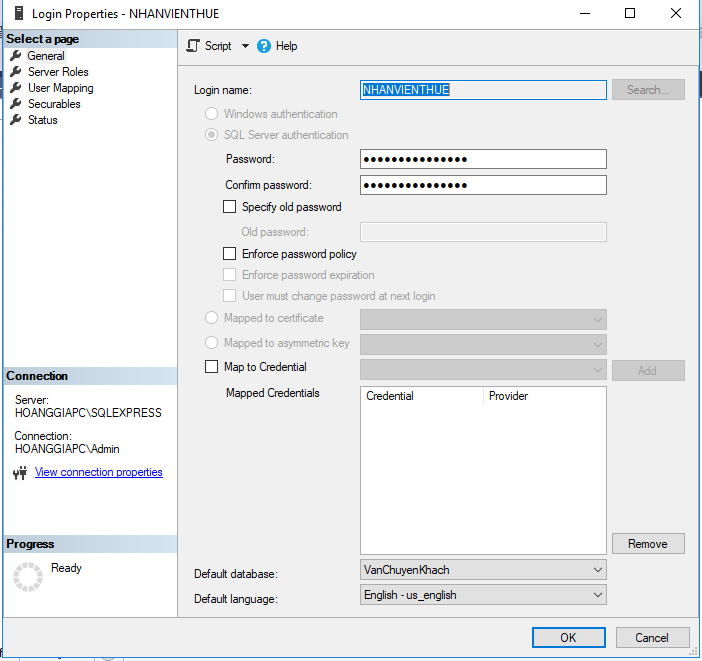 Login Properties - NHANVIENTHUE
Select a page
General
Server Roles
User Mapping
Securables
Status
Connection
Server:
HOANGGIAPC\SQLEXPRESS
Connection:
HOANGGIAPC\Admin
View connection properties
Progress
Ready
Script Help
Login name: NHANVIENTHUE Search...
Windows authentication
SQL Server authentication
Password: ●●●●●●●●●●●●●●●
Confirm password: ●●●●●●●●●●●●●●●
Specify old password
Old password:
Enforce password policy
Enforce password expiration
User must change password at next login
Mapped to certificate
Mapped to asymmetric key
Map to Credential Add
Mapped Credentials Credential Provider
Remove
Default database: VanChuyenKhach
Default language: English - us_english
OK Cancel